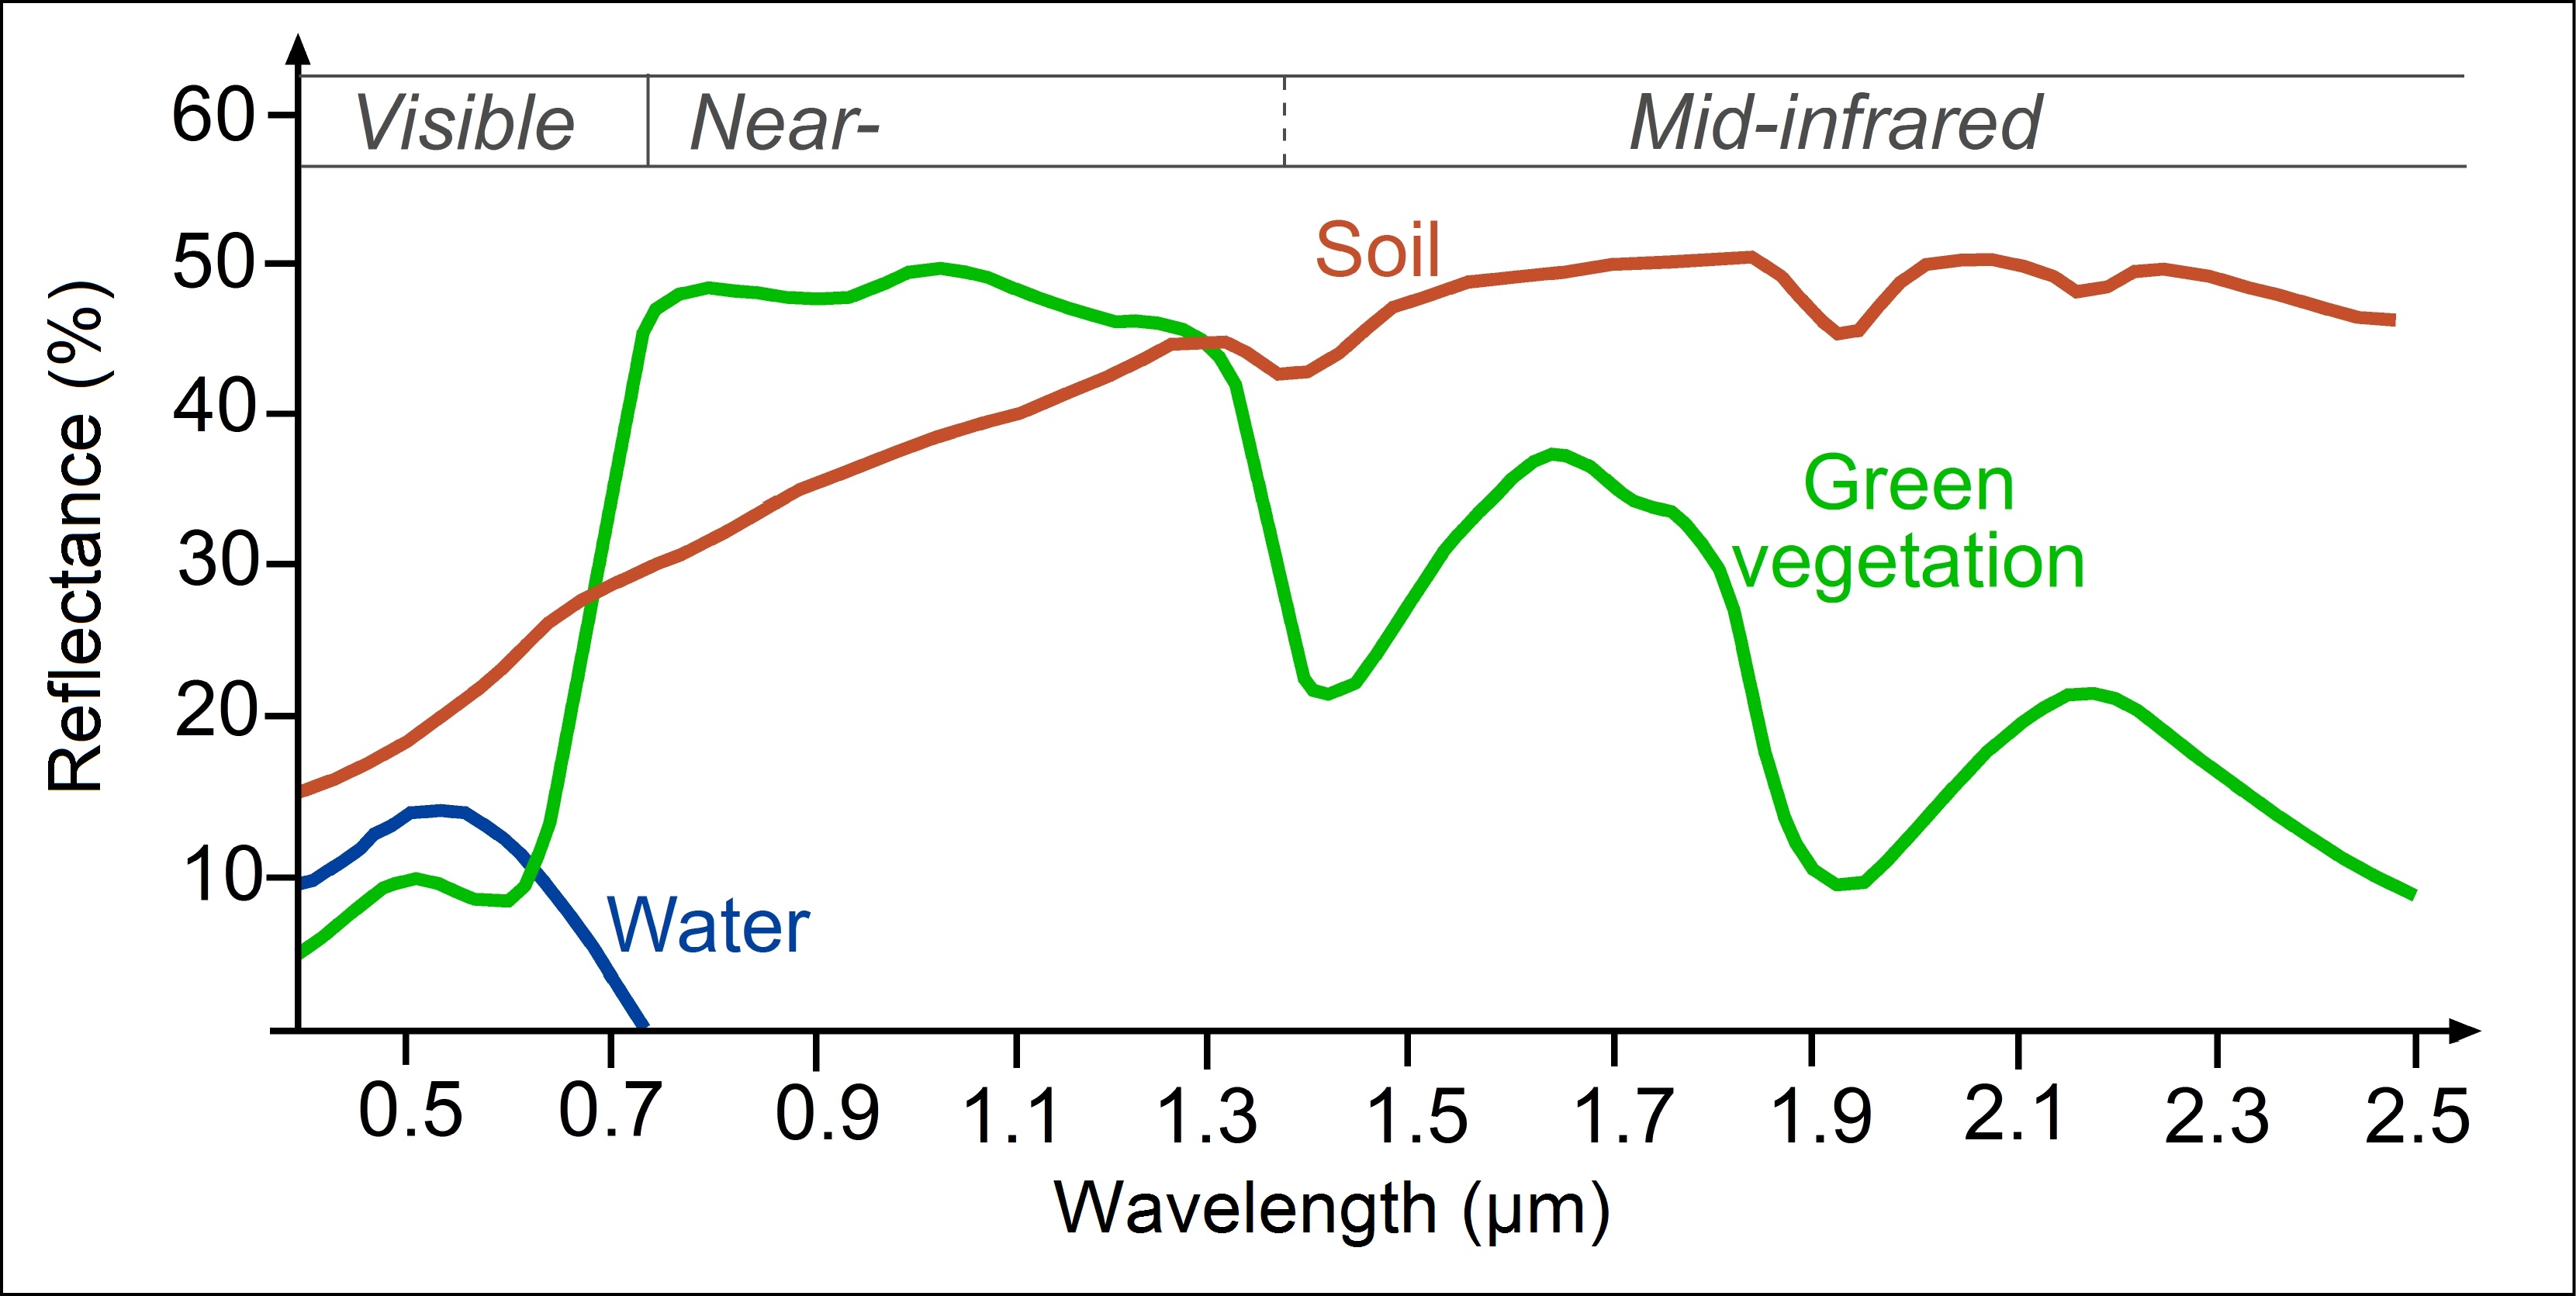 60
Visible
Near-
Mid-infrared
50
Soil
40
Green
vegetation
30
20
10
Water
Reflectance (%)
0.5
0.7
0.9
1.1
1.3
1.5
1.7
1.9
2.1
2.3
2.5
Wavelength (µm)